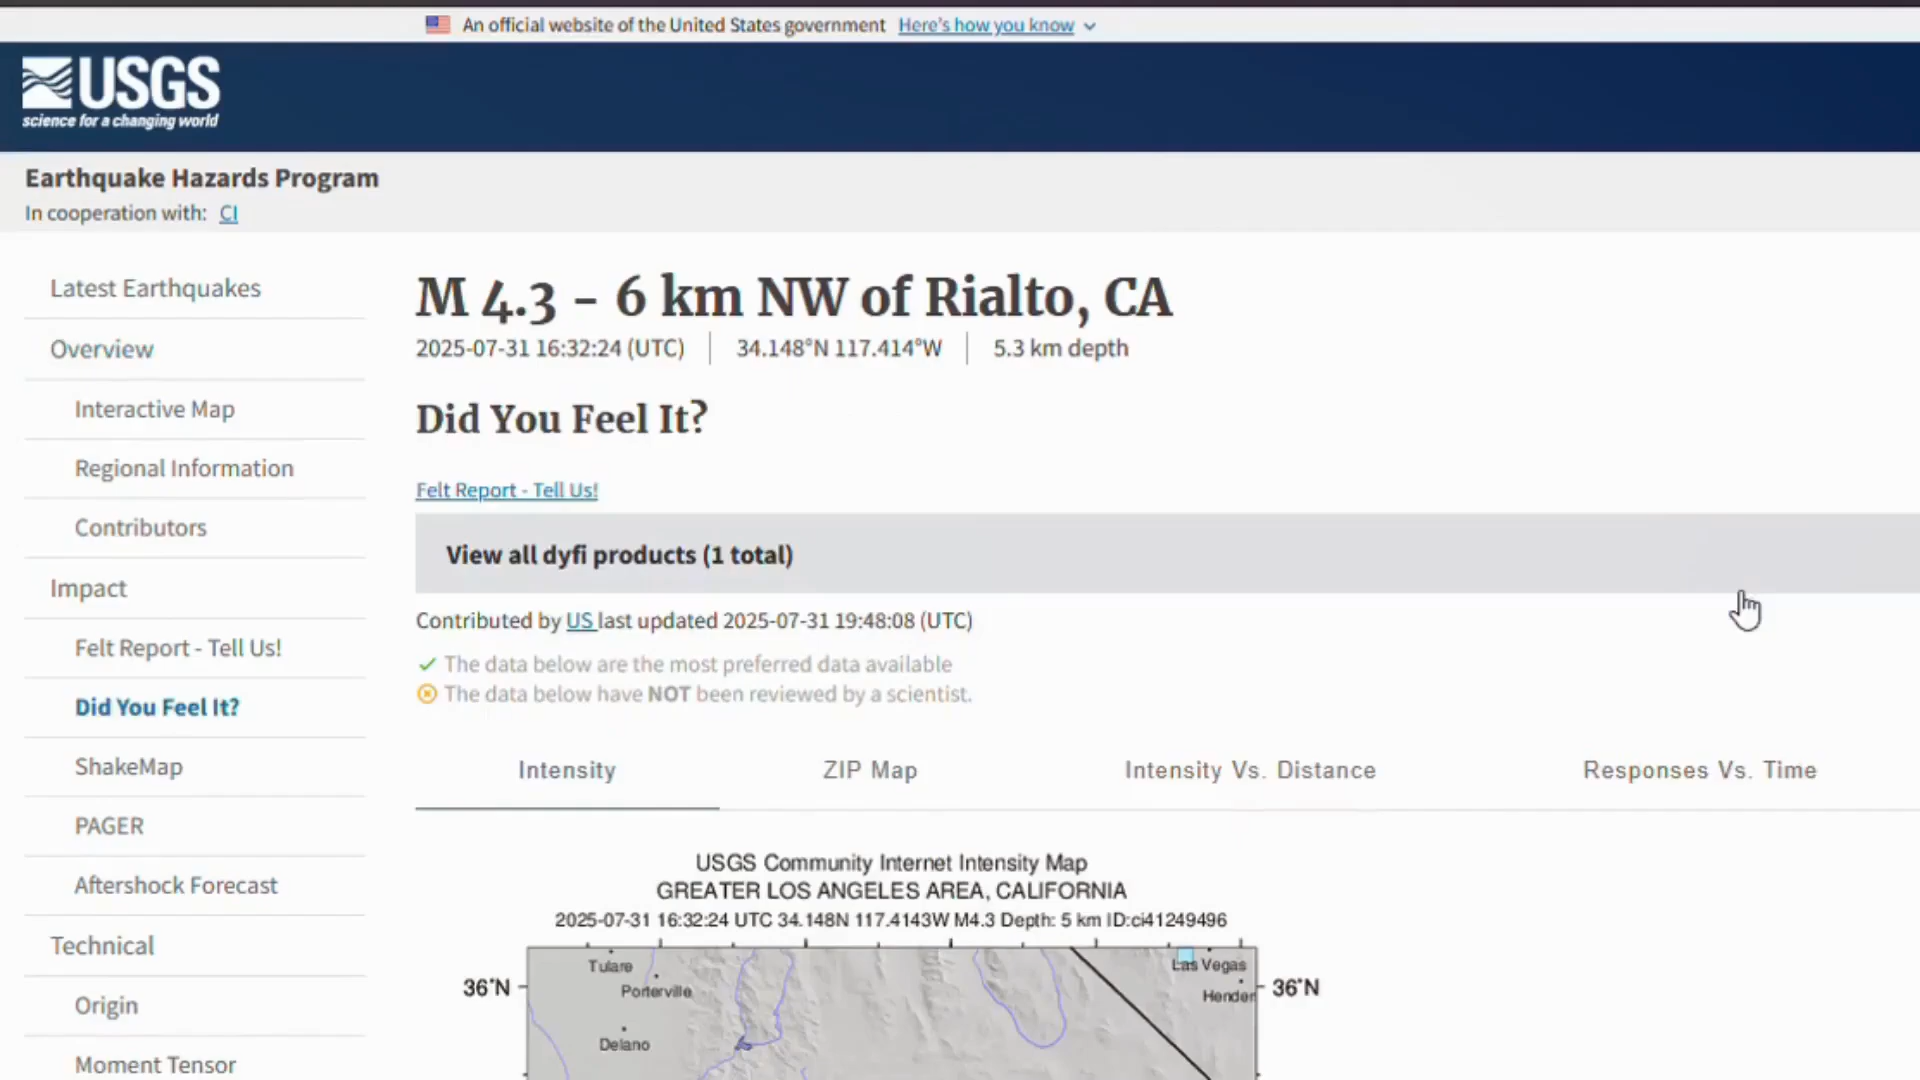 An official website of the United States government Here's how you know
USGS
science for a changing world
Earthquake Hazards Program
In cooperation with: CI
Latest Earthquakes
Overview
Interactive Map
Regional Information
Contributors
Impact
Felt Report - Tell Us!
Did You Feel It?
ShakeMap
PAGER
Aftershock Forecast
Technical
Origin
Moment Tensor
M 4.3 - 6 km NW of Rialto, CA
2025-07-31 16:32:24 (UTC) 34.148°N 117.414°W 5.3 km depth
Did You Feel It?
Felt Report - Tell Us!
View all dyfi products (1 total)
Contributed by US last updated 2025-07-31 19:48:08 (UTC)
The data below are the most preferred data available
The data below have NOT been reviewed by a scientist.
Intensity ZIP Map Intensity Vs. Distance Responses Vs. Time
USGS Community Internet Intensity Map
GREATER LOS ANGELES AREA, CALIFORNIA
2025-07-31 16:32:24 UTC 34.148N 117.4143W M4.3 Depth: 5 km ID:ci41249496
Tulare Las Vegas
36°N Porterville Hender 36°N
Delano